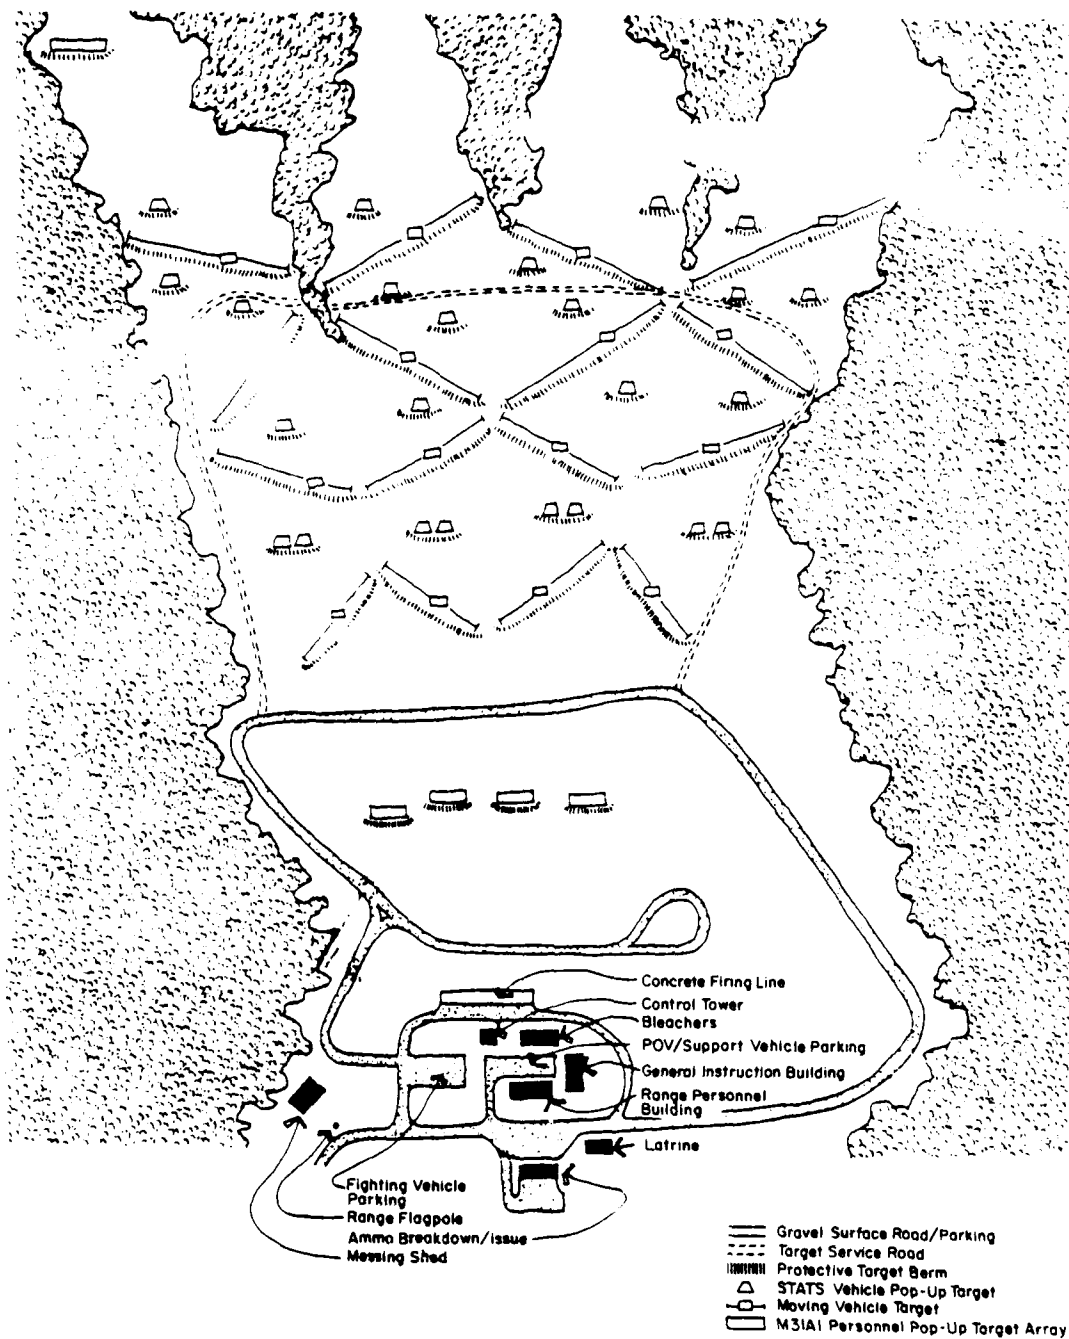 Concrete Firing Line
Control Tower
Bleachers
POV/Support Vehicle Parking
General Instruction Building
Range Personnel
Building
Latrine
Fighting Vehicle
Parking
Range Flagpole
Ammo Breakdown/issue
Messing Shed
Gravel Surface Road/Parking
Target Service Road
Protective Target Berm
STATS Vehicle Pop-Up Target
Moving Vehicle Target
M31A1 Personnel Pop-Up Target Array